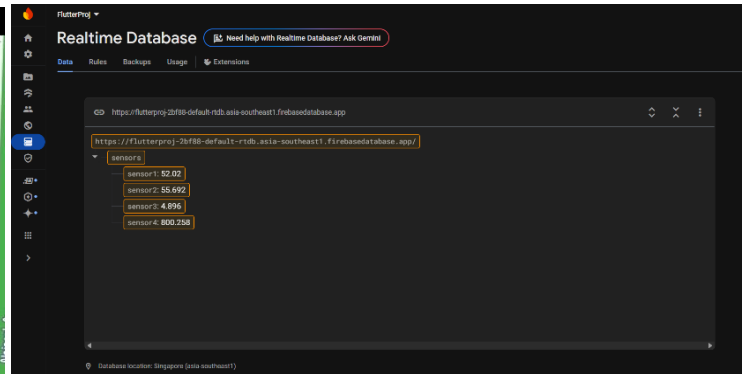 FlutterProj
Realtime Database
Need help with Realtime Database? Ask Gemini
Data Rules Backups Usage Extensions
https://flutterproj-2bf88-default-rtdb.asia-southeast1.firebasedatabase.app
https://flutterproj-2bf88-default-rtdb.asia-southeast1.firebasedatabase.app/
sensors
sensor1: 52.02
sensor2: 55.692
sensor3: 4.896
sensor4: 800.258
Database location: Singapore (asia-southeast1)